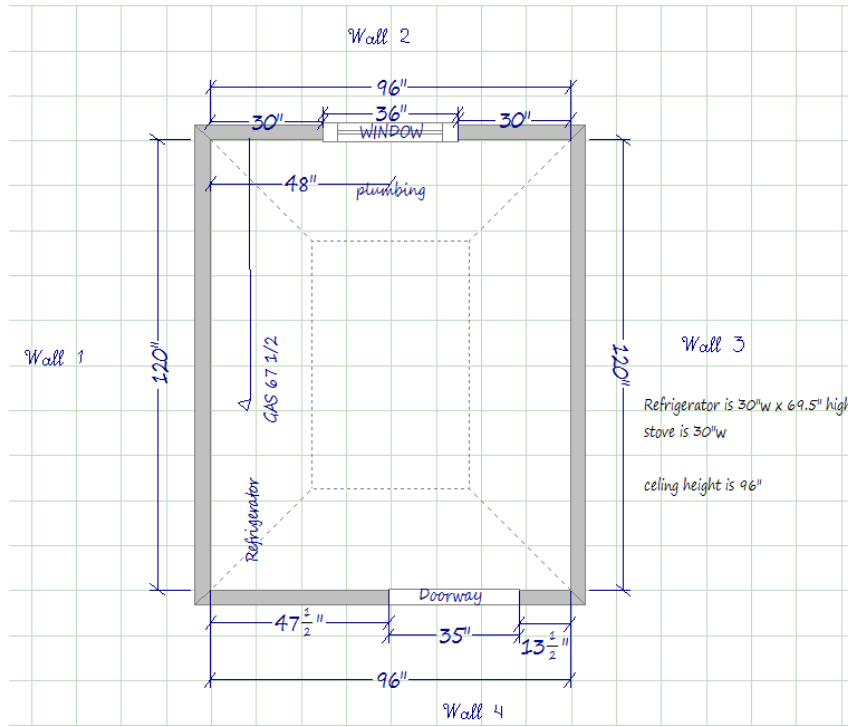 Wall 2
96"
30"
36"
30"
WINDOW
48"
plumbing
Wall 1
120"
GAS 67 1/2
120"
Wall 3
Refrigerator is 30"w x 69.5" high
stove is 30"w
celing height is 96"
Refrigerator
Doorway
47 1/2"
35"
13 1/2"
96"
Wall 4